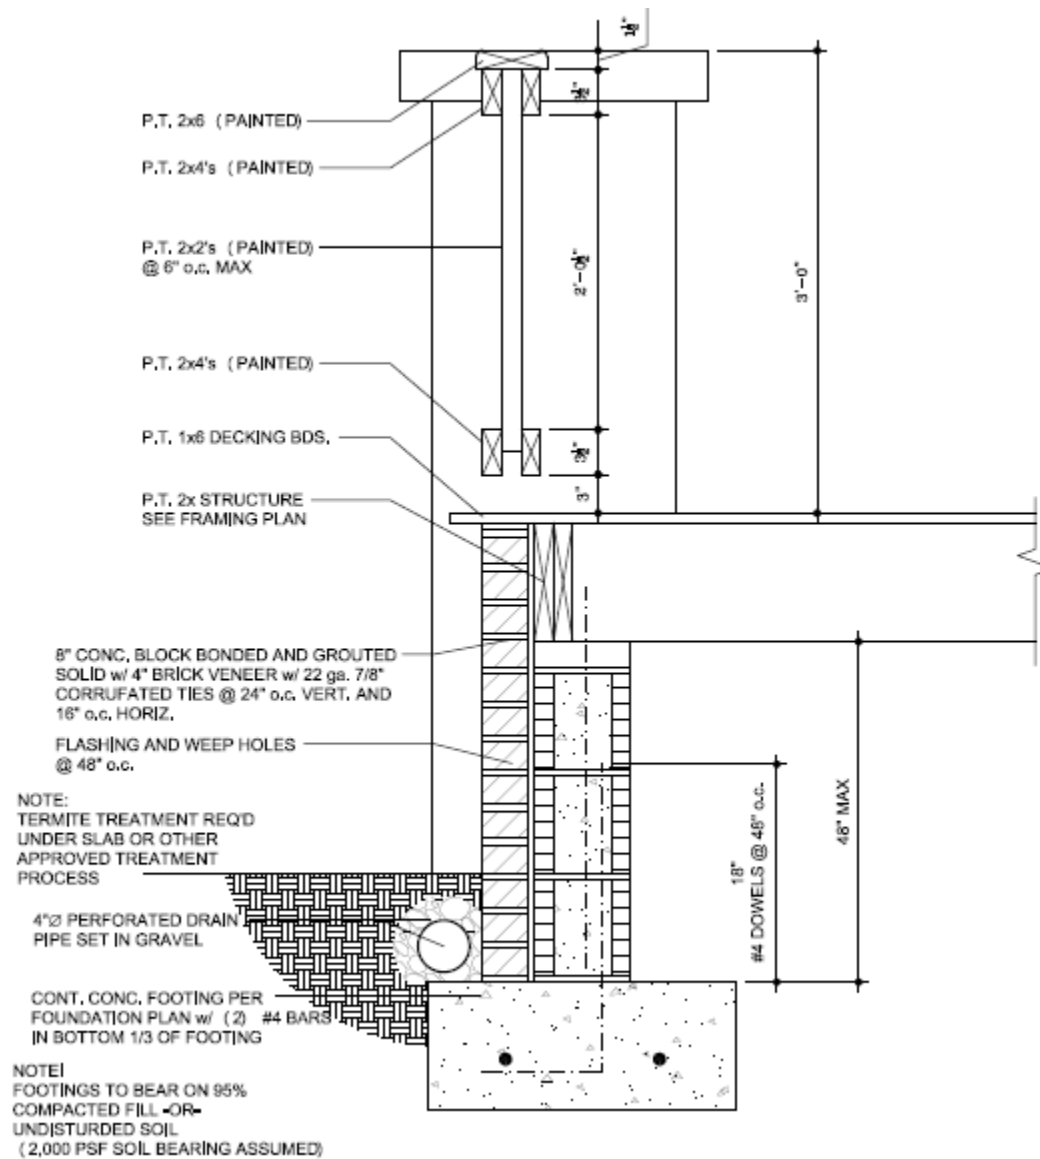 1½"
3½"
P.T. 2x6 (PAINTED)
P.T. 2x4's (PAINTED)
P.T. 2x2's (PAINTED)
@ 6" o.c. MAX
2'-0½"
3'-0"
P.T. 2x4's (PAINTED)
P.T. 1x6 DECKING BDS.
3½"
P.T. 2x STRUCTURE
SEE FRAMING PLAN
3"
8" CONC. BLOCK BONDED AND GROUTED
SOLID w/ 4" BRICK VENEER w/ 22 ga. 7/8"
CORRUFATED TIES @ 24" o.c. VERT. AND
16" o.c. HORIZ.
FLASHING AND WEEP HOLES
@ 48" o.c.
NOTE:
TERMITE TREATMENT REQ'D
UNDER SLAB OR OTHER
APPROVED TREATMENT
PROCESS
18"
#4 DOWELS @ 48" o.c.
48" MAX
4"Ø PERFORATED DRAIN
PIPE SET IN GRAVEL
CONT. CONC. FOOTING PER
FOUNDATION PLAN w/ (2) #4 BARS
IN BOTTOM 1/3 OF FOOTING
NOTE!
FOOTINGS TO BEAR ON 95%
COMPACTED FILL -OR-
UNDISTURDED SOIL
(2,000 PSF SOIL BEARING ASSUMED)